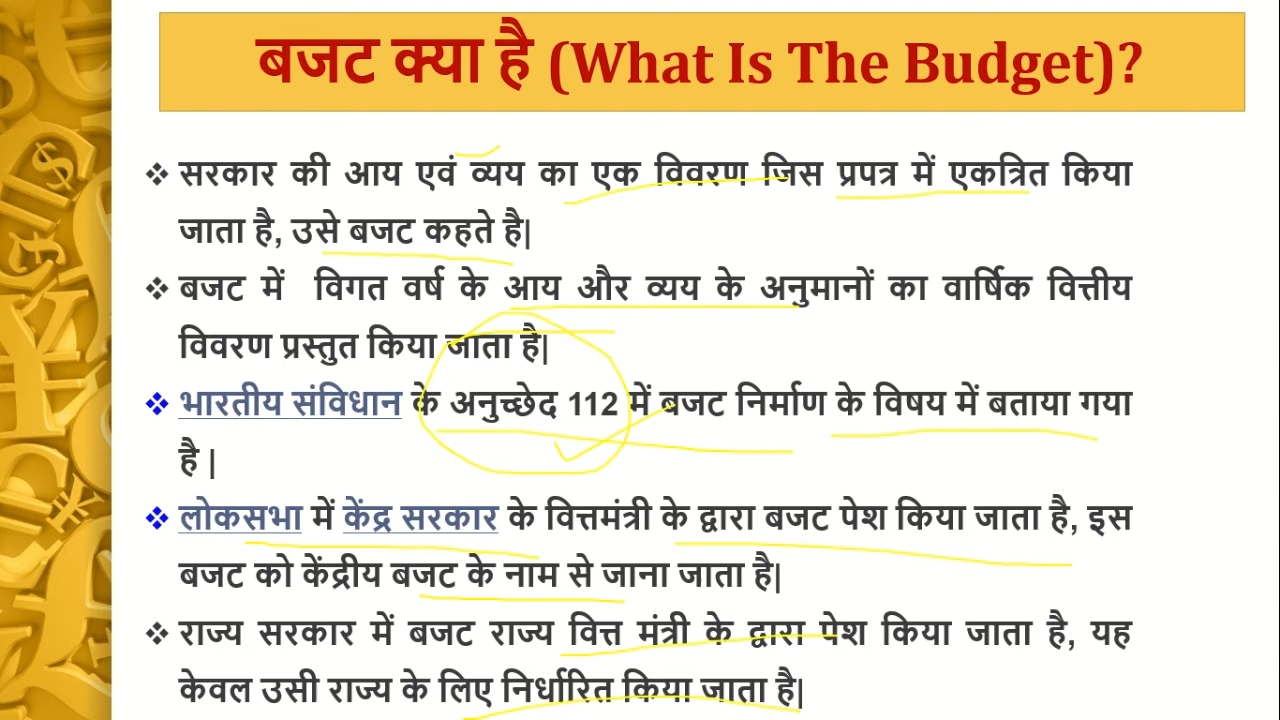 बजट क्या है (What Is The Budget)?
❖ सरकार की आय एवं व्यय का एक विवरण जिस प्रपत्र में एकत्रित किया
जाता है, उसे बजट कहते है|
❖ बजट में विगत वर्ष के आय और व्यय के अनुमानों का वार्षिक वित्तीय
विवरण प्रस्तुत किया जाता है|
❖ भारतीय संविधान के अनुच्छेद 112 में बजट निर्माण के विषय में बताया गया
है |
❖ लोकसभा में केंद्र सरकार के वित्तमंत्री के द्वारा बजट पेश किया जाता है, इस
बजट को केंद्रीय बजट के नाम से जाना जाता है|
❖ राज्य सरकार में बजट राज्य वित्त मंत्री के द्वारा पेश किया जाता है, यह
केवल उसी राज्य के लिए निर्धारित किया जाता है|